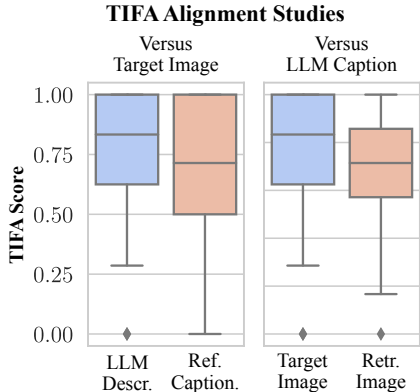 TIFA Alignment Studies
Versus
Target Image
Versus
LLM Caption
TIFA Score
1.00
0.75
0.50
0.25
0.00
LLM
Descr.
Ref.
Caption.
Target
Image
Retr.
Image